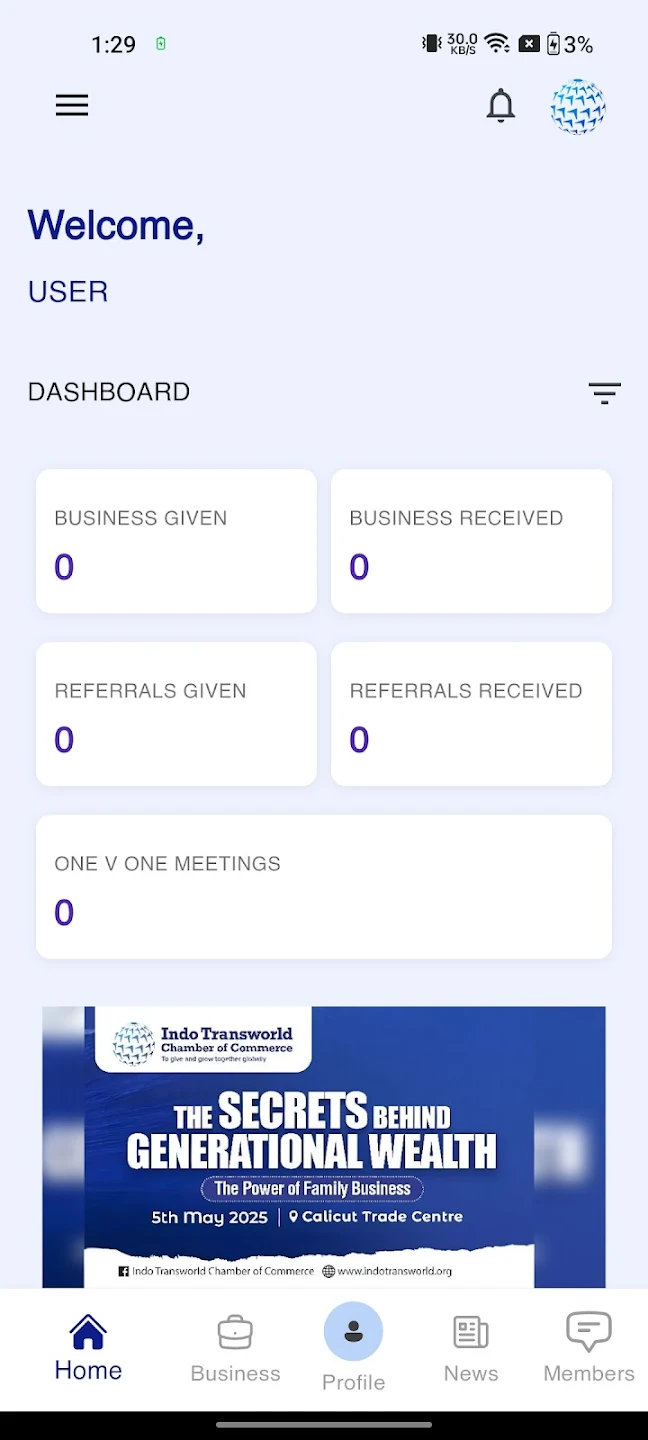 1:29
30.0
KB/S
3%
Welcome,
USER
DASHBOARD
BUSINESS GIVEN
0
BUSINESS RECEIVED
0
REFERRALS GIVEN
0
REFERRALS RECEIVED
0
ONE V ONE MEETINGS
0
Indo Transworld
Chamber of Commerce
To give and grow together globally
THE SECRETS BEHIND
GENERATIONAL WEALTH
The Power of Family Business
5th May 2025 | Calicut Trade Centre
Indo Transworld Chamber of Commerce www.indotransworld.org
Home
Business
Profile
News
Members